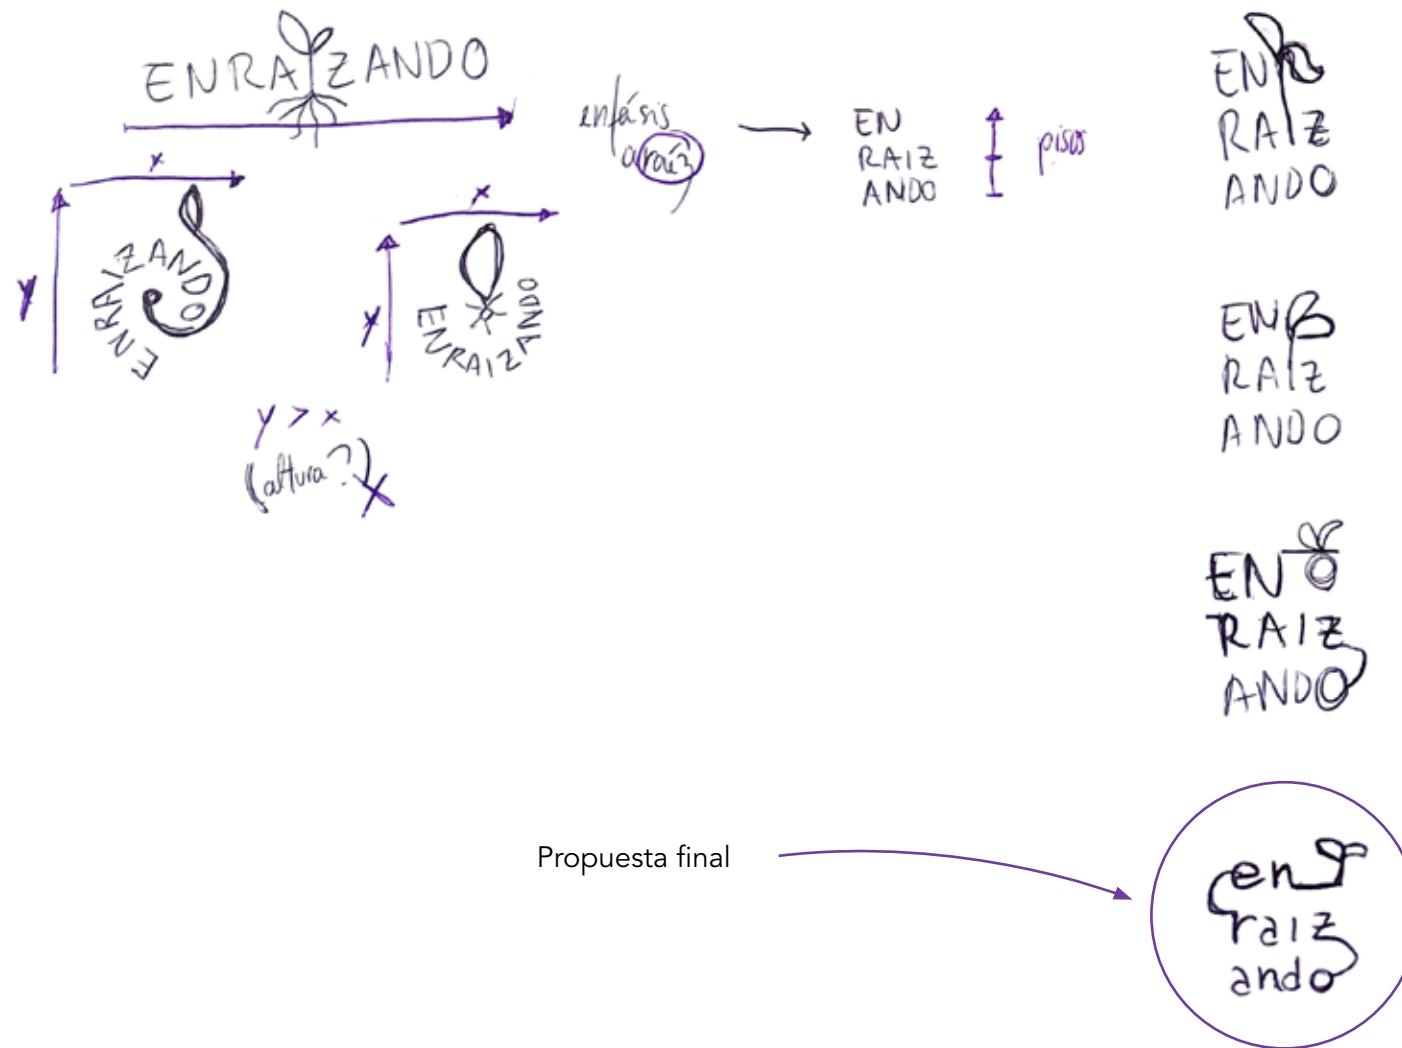 ENRAIZANDO
x
y
ENRAIZANDO
x
y
ENRAIZANDO
y > x
(altura?)
x
enfásis
a raíz
EN
RAIZ
ANDO
pisos
EN
RAIZ
ANDO
EN
RAIZ
ANDO
EN
RAIZ
ANDO
Propuesta final
en
raiz
ando